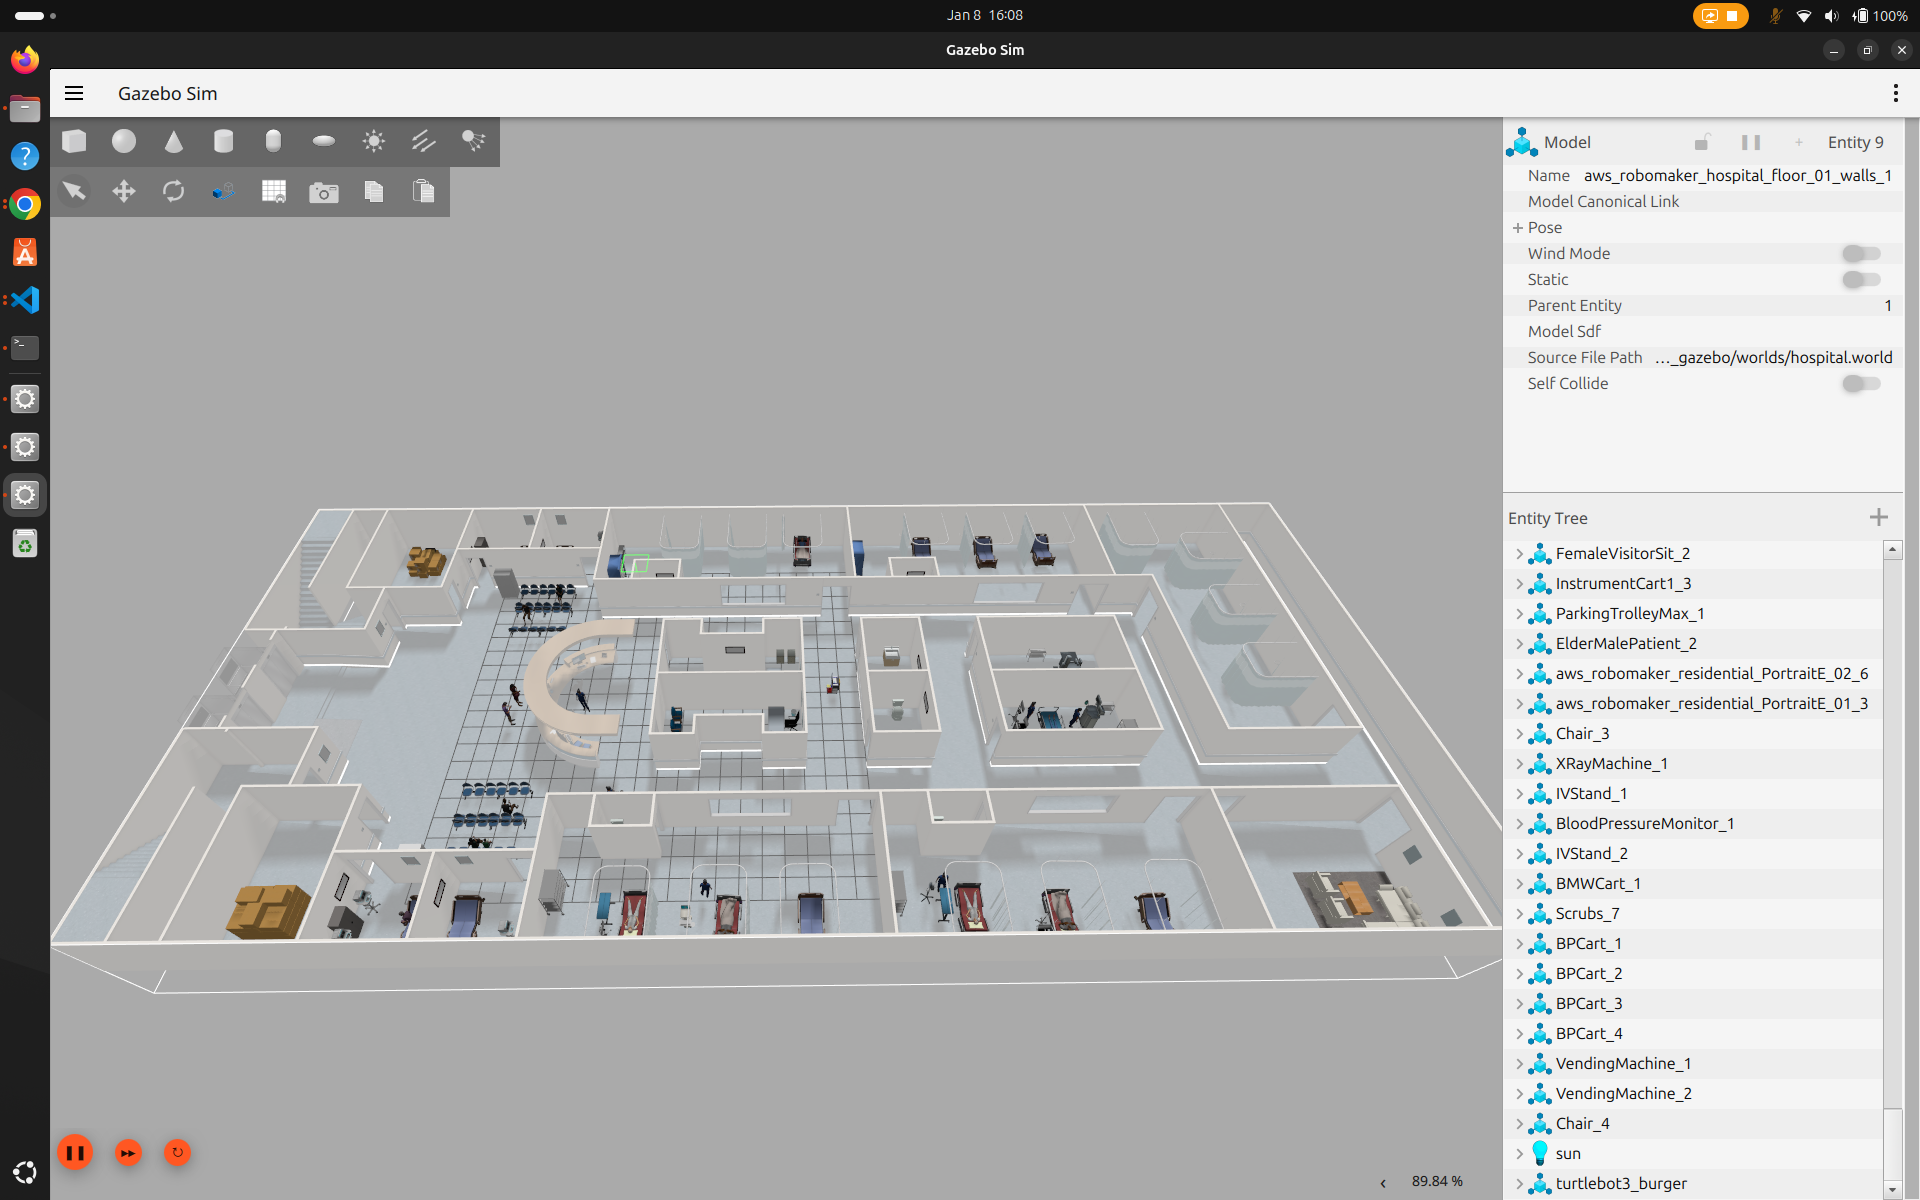 Jan 8 16:08
100%
Gazebo Sim
Gazebo Sim
Model
Entity 9
Name aws_robomaker_hospital_floor_01_walls_1
Model Canonical Link
Pose
Wind Mode
Static
Parent Entity 1
Model Sdf
Source File Path ..._gazebo/worlds/hospital.world
Self Collide
Entity Tree
FemaleVisitorSit_2
InstrumentCart1_3
ParkingTrolleyMax_1
ElderMalePatient_2
aws_robomaker_residential_PortraitE_02_6
aws_robomaker_residential_PortraitE_01_3
Chair_3
XRayMachine_1
IVStand_1
BloodPressureMonitor_1
IVStand_2
BMWCart_1
Scrubs_7
BPCart_1
BPCart_2
BPCart_3
BPCart_4
VendingMachine_1
VendingMachine_2
Chair_4
sun
turtlebot3_burger
89.84 %